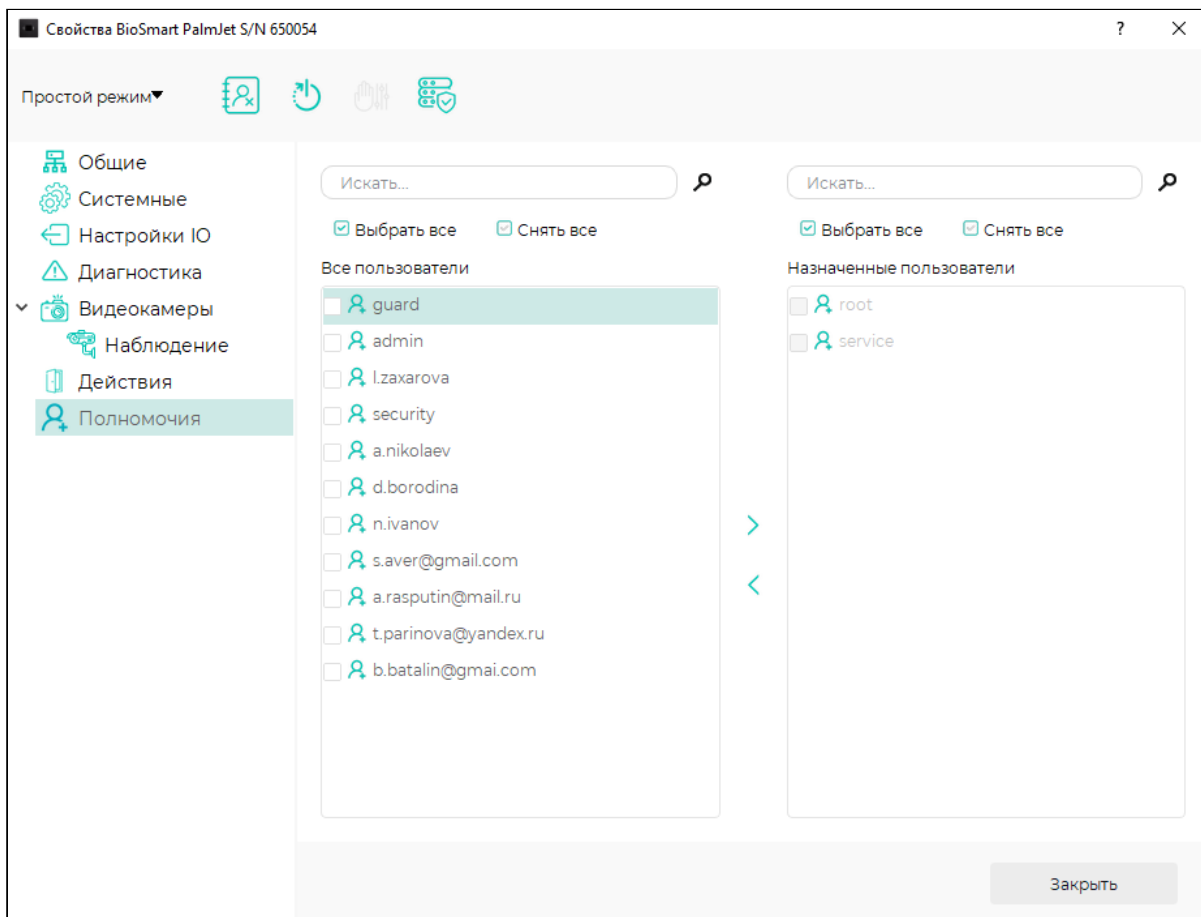 Свойства BioSmart PalmJet S/N 650054
?
Простой режим
Общие
Системные
Настройки IO
Диагностика
Видеокамеры
Наблюдение
Действия
Полномочия
Искать...
Выбрать все Снять все
Все пользователи
guard
admin
l.zaxarova
security
a.nikolaev
d.borodina
n.ivanov
s.aver@gmail.com
a.rasputin@mail.ru
t.parinova@yandex.ru
b.batalin@gmai.com
Искать...
Выбрать все Снять все
Назначенные пользователи
root
service
Закрыть